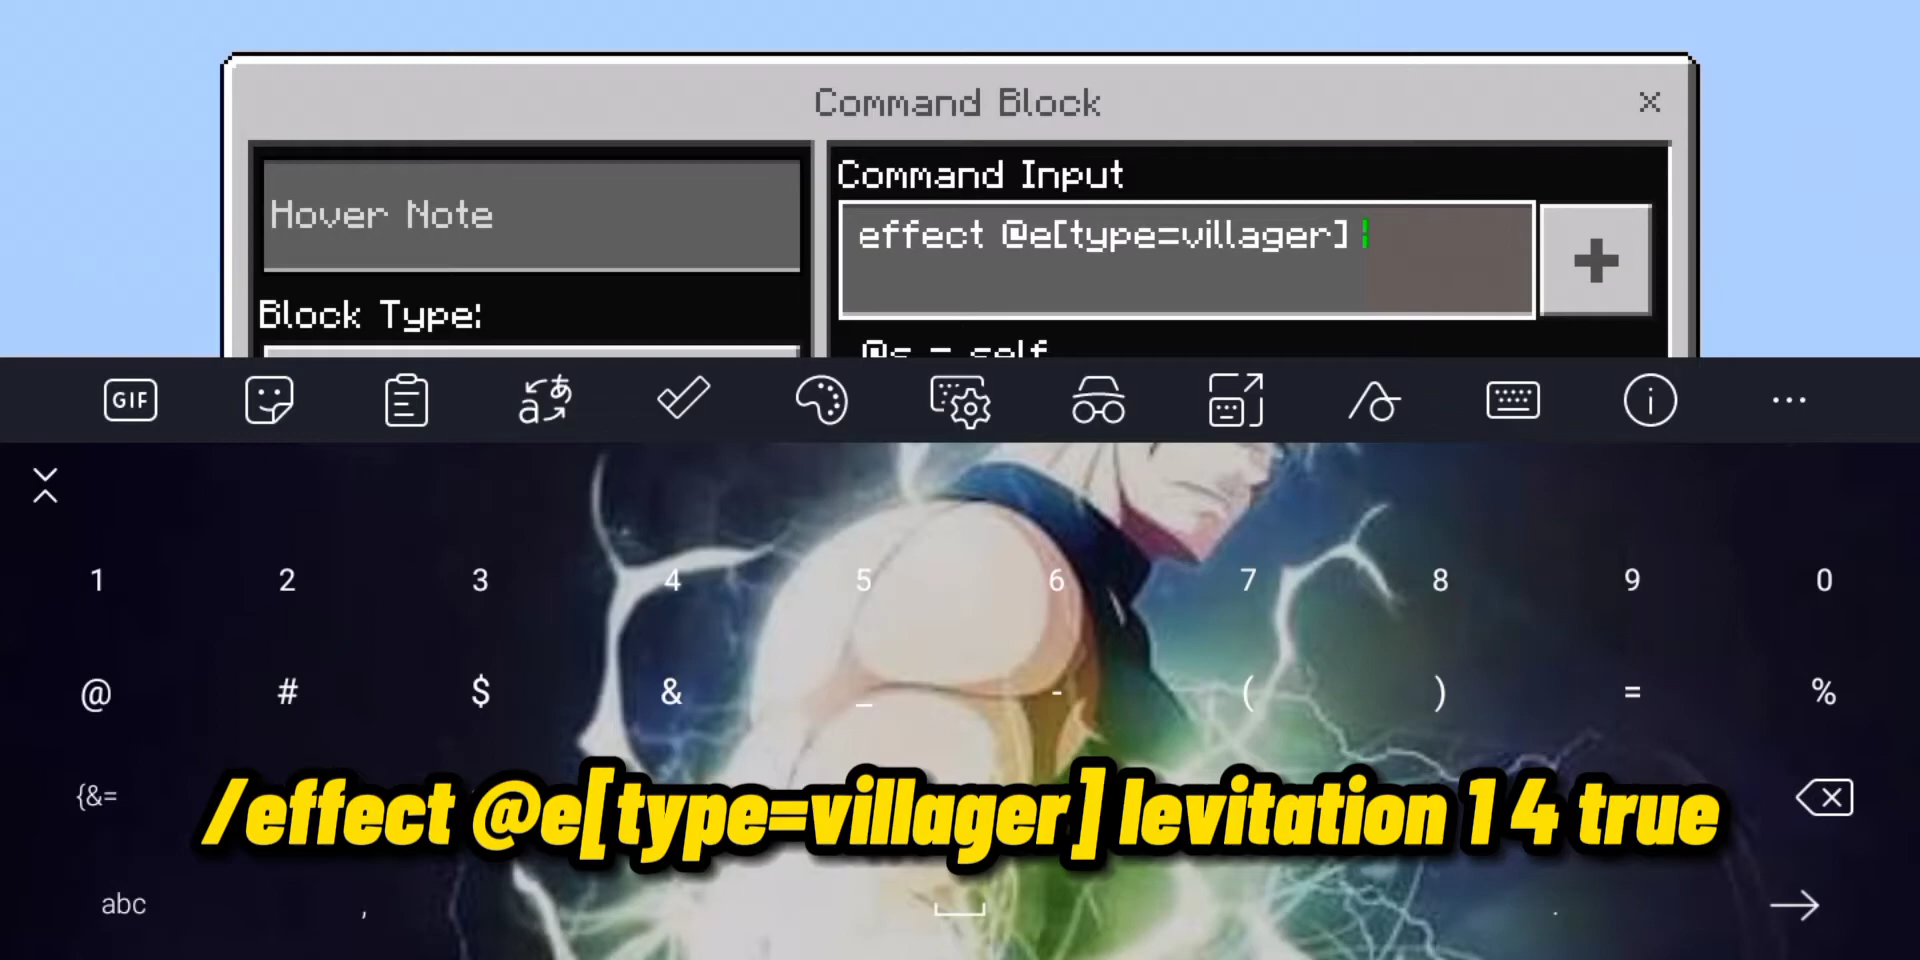 Command Block
Hover Note
Block Type:
Command Input
effect @e[type=villager]
@s = self
GIF
1 2 3 4 5 6 7 8 9 0
@ # $ & _ - ( ) = %
{&=
/effect @e[type=villager] levitation 1 4 true
abc , .